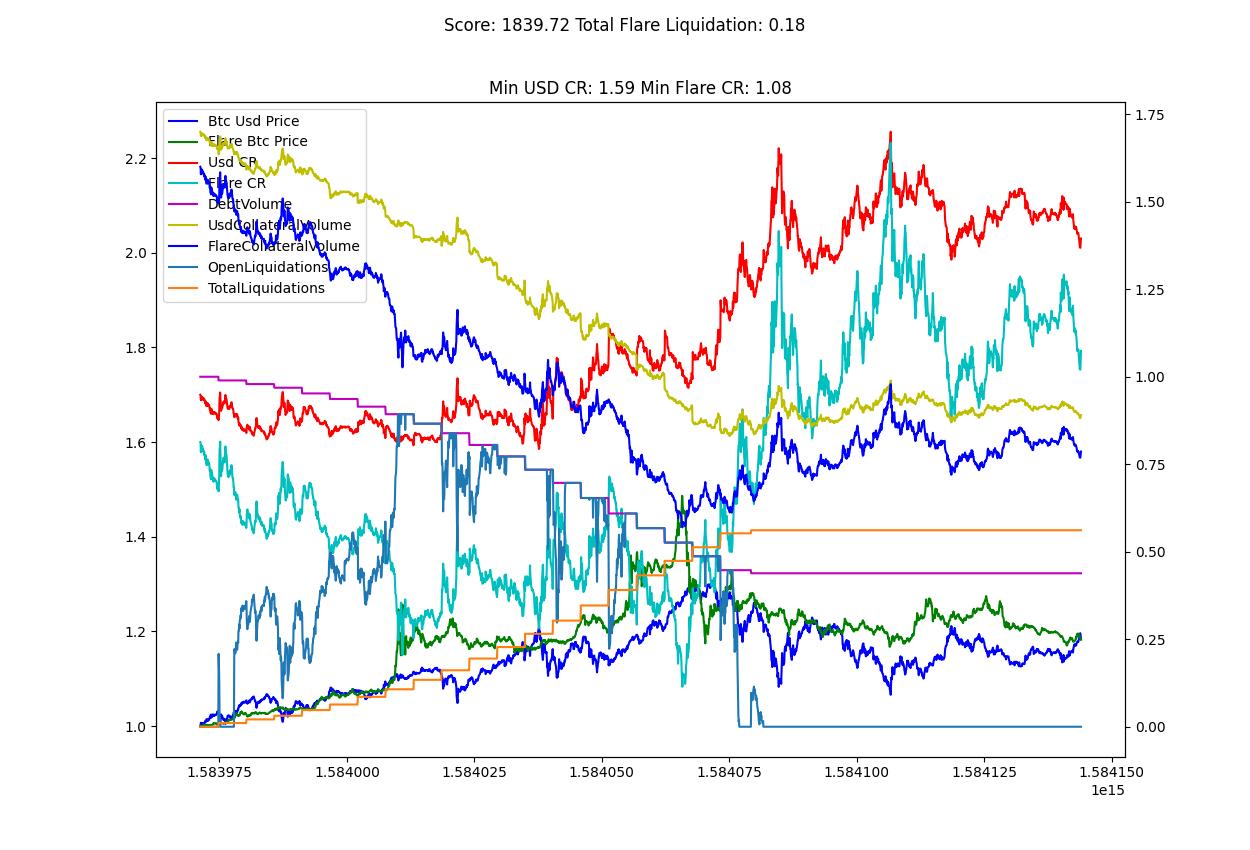 Score: 1839.72 Total Flare Liquidation: 0.18
Min USD CR: 1.59 Min Flare CR: 1.08
Btc Usd Price
Flare Btc Price
Usd CR
Flare CR
DebtVolume
UsdCollateralVolume
FlareCollateralVolume
OpenLiquidations
TotalLiquidations
2.2
2.0
1.8
1.6
1.4
1.2
1.0
1.75
1.50
1.25
1.00
0.75
0.50
0.25
0.00
1.583975 1.584000 1.584025 1.584050 1.584075 1.584100 1.584125 1.584150
1e15